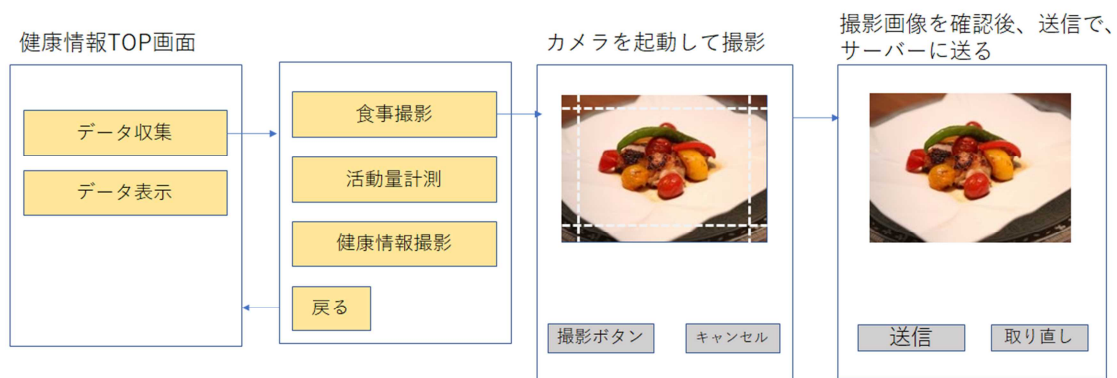 健康情報TOP画面
データ収集
データ表示
食事撮影
活動量計測
健康情報撮影
戻る
カメラを起動して撮影
撮影ボタン
キャンセル
撮影画像を確認後、送信で、
サーバーに送る
送信
取り直し